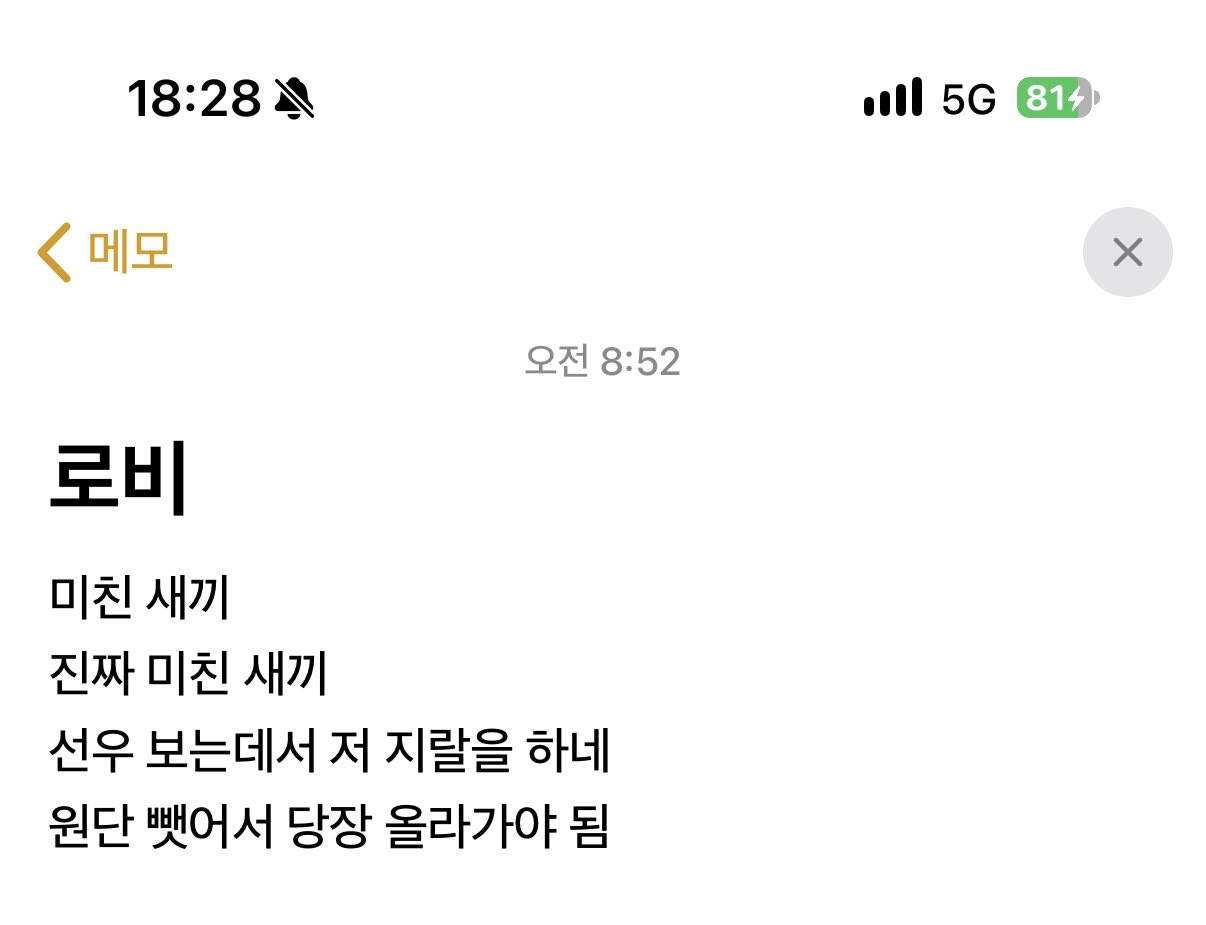 18:28 5G 81
메모
오전 8:52
로비
미친 새끼
진짜 미친 새끼
선우 보는데서 저 지랄을 하네
원단 뺏어서 당장 올라가야 됨